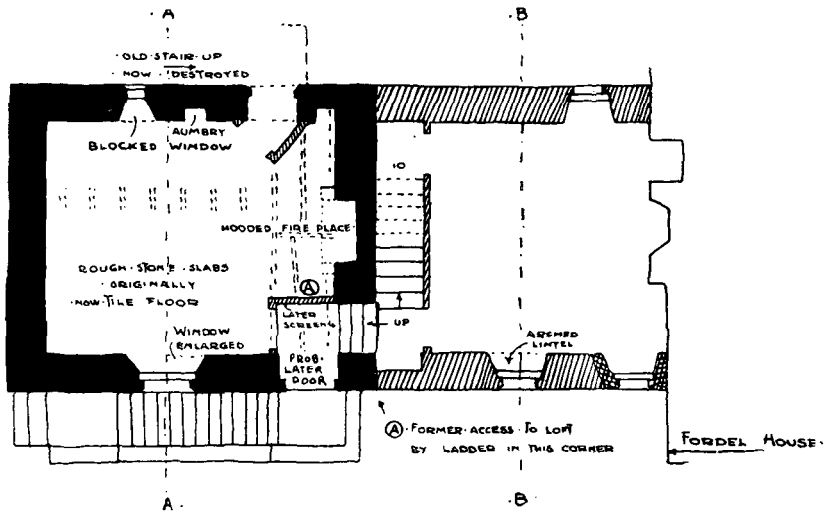 A
B
OLD STAIR UP
NOW DESTROYED
BLOCKED WINDOW
AUMBRY
10
HOODED FIRE PLACE
ROUGH STONE SLABS
ORIGINALLY
NOW TILE FLOOR
A
LATER
SCREEN
UP
WINDOW
ENLARGED
PROB.
LATER
DOOR
ARCHED
LINTEL
A FORMER ACCESS TO LOFT
BY LADDER IN THIS CORNER
FORDEL HOUSE
A
B